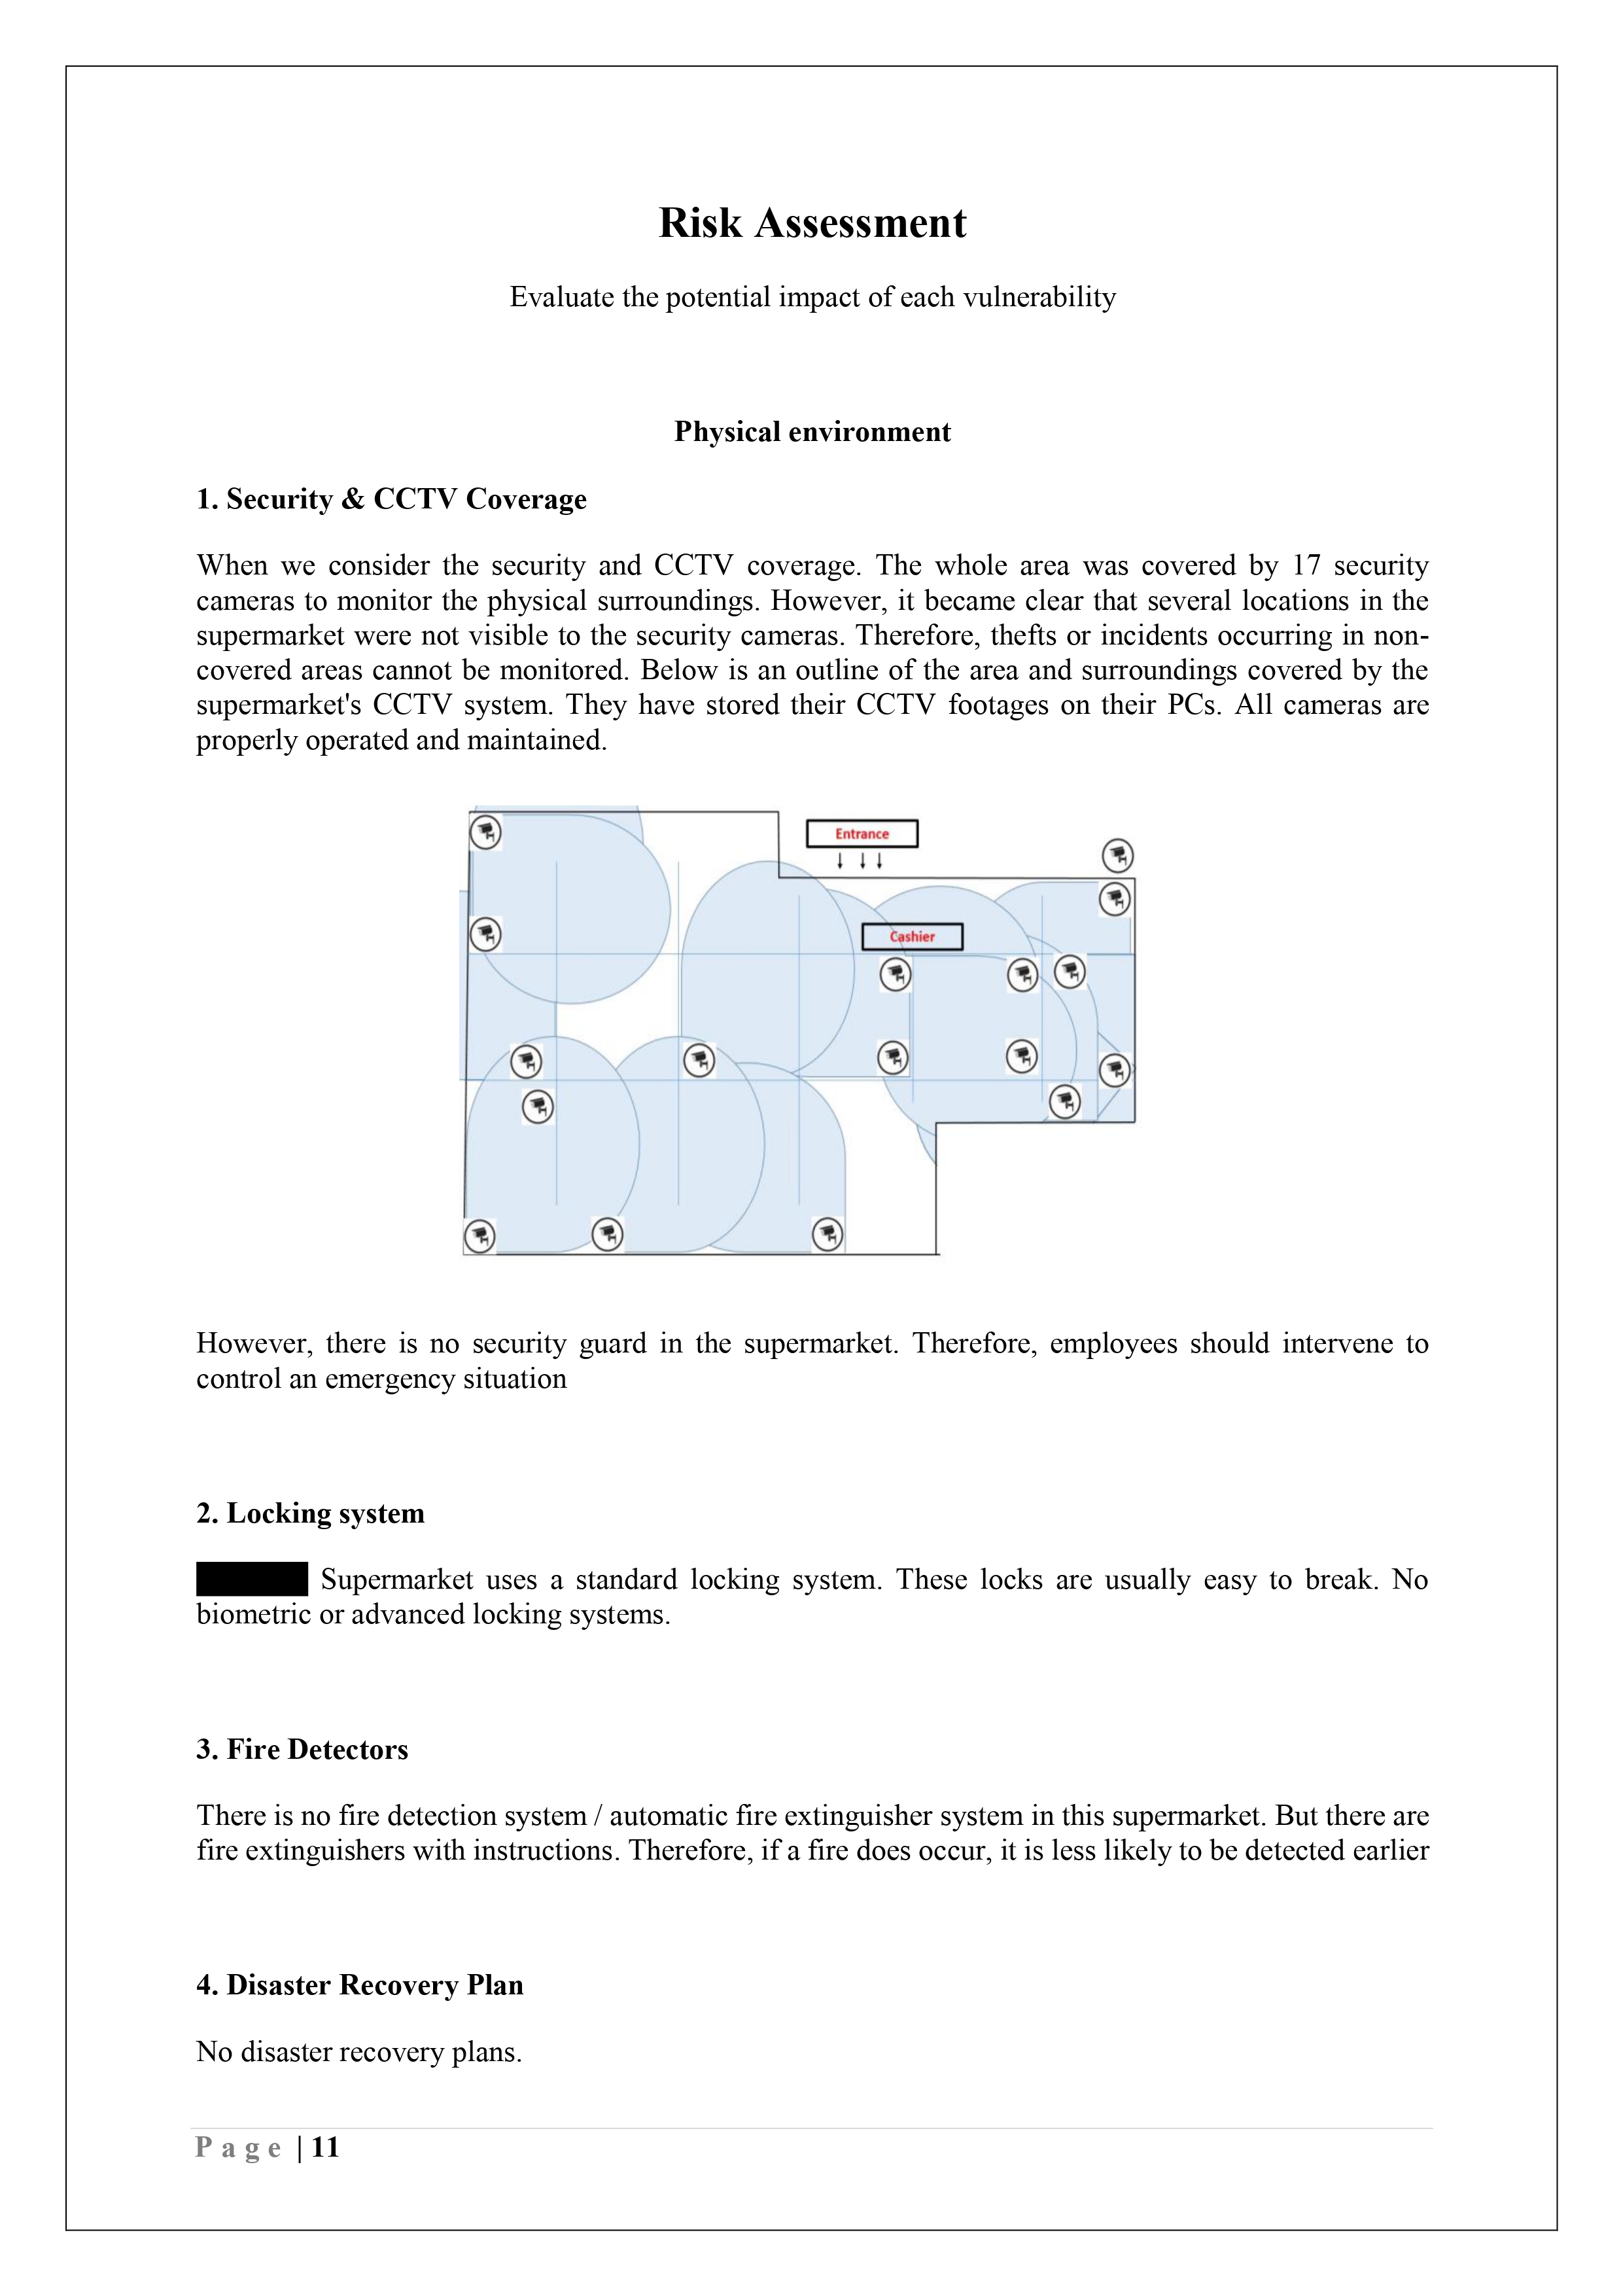 Risk Assessment
Evaluate the potential impact of each vulnerability
Physical environment
1. Security & CCTV Coverage
When we consider the security and CCTV coverage. The whole area was covered by 17 security
cameras to monitor the physical surroundings. However, it became clear that several locations in the
supermarket were not visible to the security cameras. Therefore, thefts or incidents occurring in non-
covered areas cannot be monitored. Below is an outline of the area and surroundings covered by the
supermarket's CCTV system. They have stored their CCTV footages on their PCs. All cameras are
properly operated and maintained.
Entrance
Cashier
However, there is no security guard in the supermarket. Therefore, employees should intervene to
control an emergency situation
2. Locking system
Supermarket uses a standard locking system. These locks are usually easy to break. No
biometric or advanced locking systems.
3. Fire Detectors
There is no fire detection system / automatic fire extinguisher system in this supermarket. But there are
fire extinguishers with instructions. Therefore, if a fire does occur, it is less likely to be detected earlier
4. Disaster Recovery Plan
No disaster recovery plans.
Page | 11